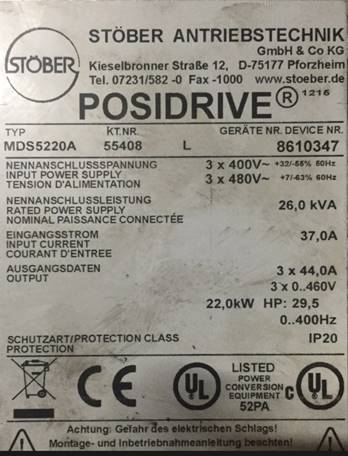 STÖBER ANTRIEBSTECHNIK
GmbH & Co KG
Kieselbronner Straße 12, D-75177 Pforzheim
Tel. 07231/582 -0 Fax -1000 www.stoeber.de
STÖBER
POSIDRIVE® 1216
TYP KT.NR. GERÄTE NR. DEVICE NR.
MDS5220A 55408 L 8610347
NENNANSCHLUSSSPANNUNG 3 x 400V~ +32/-55% 50Hz
INPUT POWER SUPPLY 3 x 480V~ +7/-63% 60Hz
TENSION D'ALIMENTATION
NENNANSCHLUSSLEISTUNG 26,0 kVA
RATED POWER SUPPLY
NOMINAL PAISSANCE CONNECTÉE
EINGANGSSTROM 37,0A
INPUT CURRENT
COURANT D'ENTREE
AUSGANGSDATEN 3 x 44,0A
OUTPUT 3 x 0..460V
22,0kW HP: 29,5
0..400Hz
SCHUTZART/PROTECTION CLASS IP20
PROTECTION
CE
UL
LISTED
POWER
CONVERSION
EQUIPMENT
52PA
C UL
Achtung: Gefahr des elektrischen Schlags!
Montage- und Inbetriebnahmeanleitung beachten!